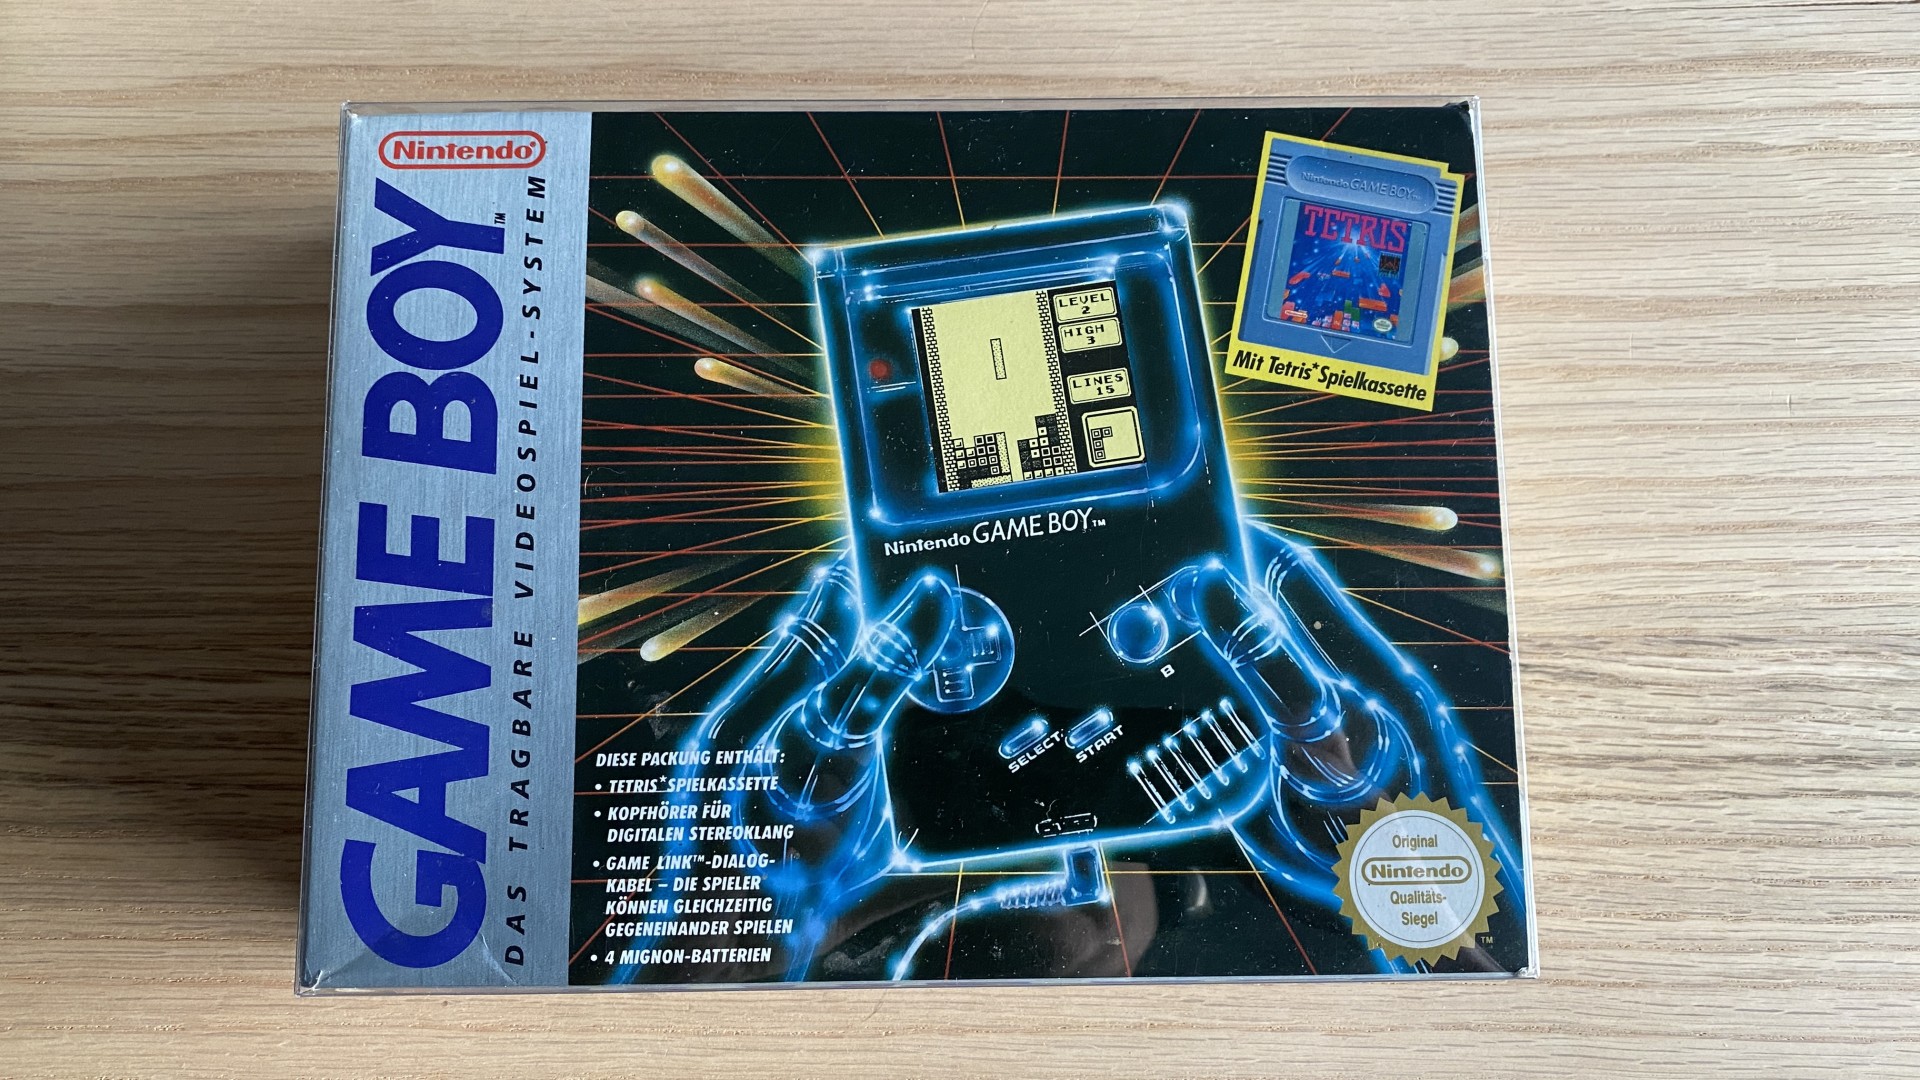 Nintendo®
GAME BOY™
DAS TRAGBARE VIDEOSPIEL-SYSTEM
Nintendo GAME BOY
TETRIS
Mit Tetris*Spielkassette
LEVEL
2
HIGH
3
LINES
15
Nintendo GAME BOY™
B
SELECT
START
DIESE PACKUNG ENTHÄLT:
• TETRIS*SPIELKASSETTE
• KOPFHÖRER FÜR
DIGITALEN STEREOKLANG
• GAME LINK™-DIALOG-
KABEL – DIE SPIELER
KÖNNEN GLEICHZEITIG
GEGENEINANDER SPIELEN
• 4 MIGNON-BATTERIEN
Original
Nintendo
Qualitäts-
Siegel
TM